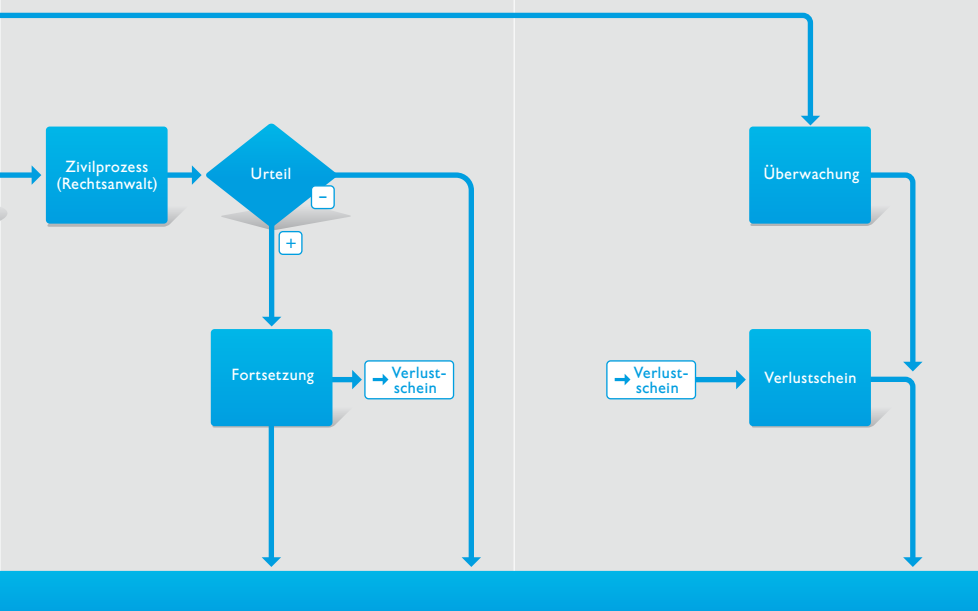 Zivilprozess
(Rechtsanwalt)
Urteil
−
+
Überwachung
Fortsetzung
→ Verlust-
schein
→ Verlust-
schein
Verlustschein